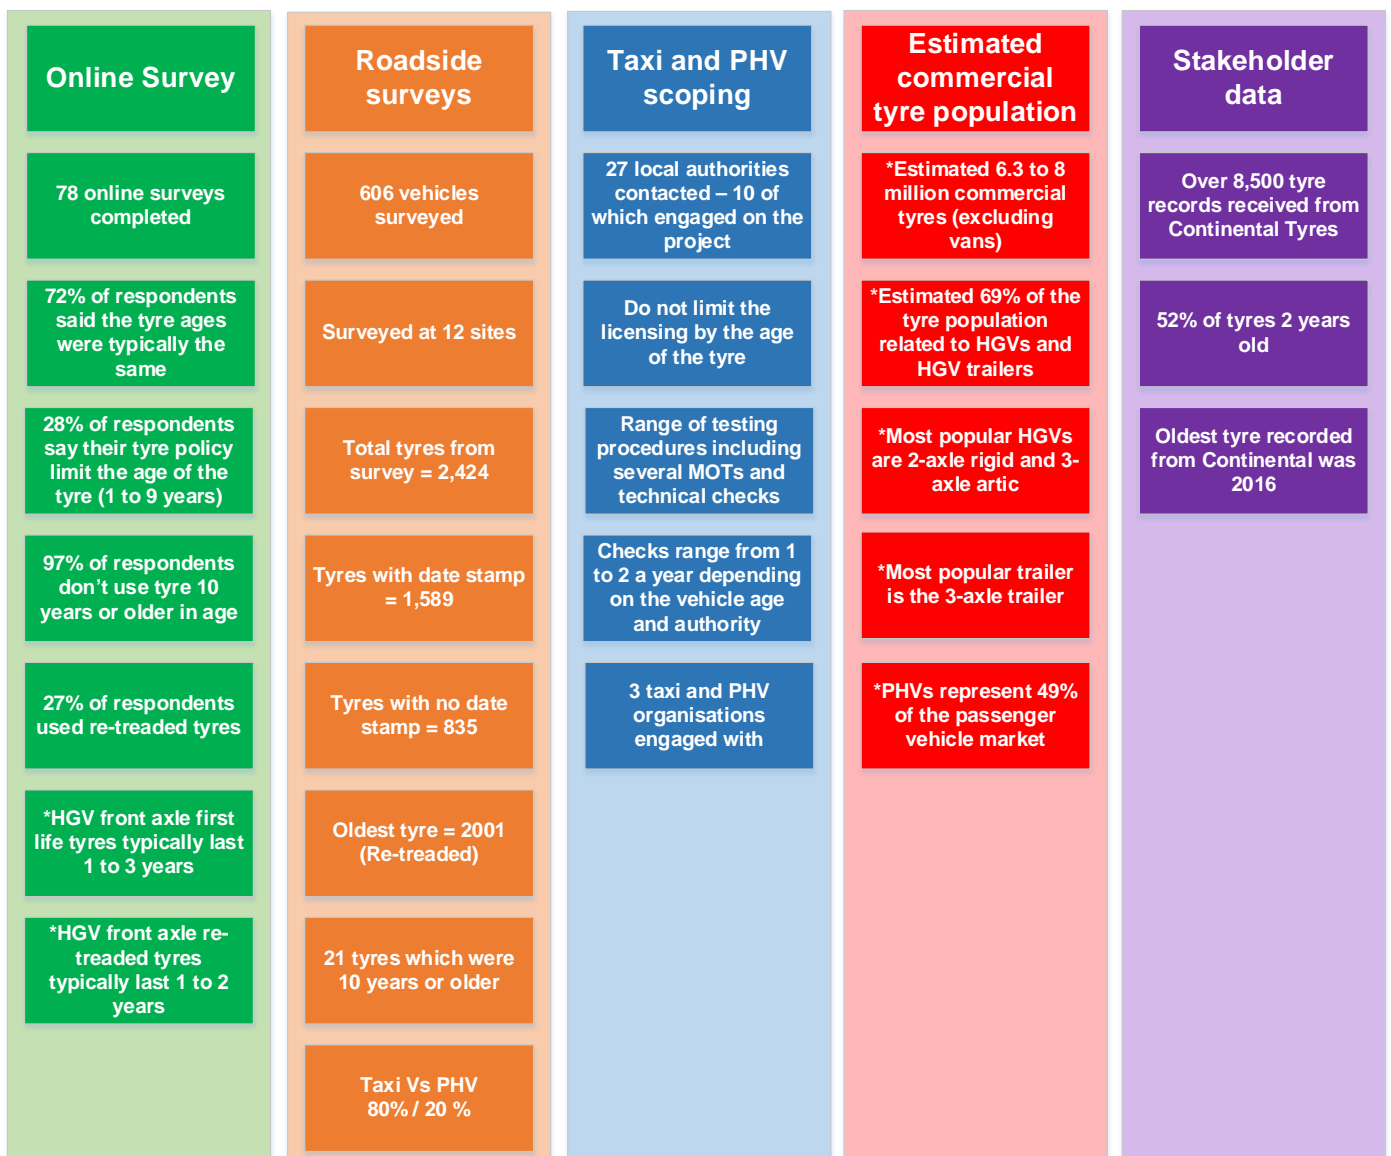 Online Survey
78 online surveys
completed
72% of respondents
said the tyre ages
were typically the
same
28% of respondents
say their tyre policy
limit the age of the
tyre (1 to 9 years)
97% of respondents
don’t use tyre 10
years or older in age
27% of respondents
used re-treaded tyres
*HGV front axle first
life tyres typically last
1 to 3 years
*HGV front axle re-
treaded tyres
typically last 1 to 2
years
Roadside
surveys
606 vehicles
surveyed
Surveyed at 12 sites
Total tyres from
survey = 2,424
Tyres with date stamp
= 1,589
Tyres with no date
stamp = 835
Oldest tyre = 2001
(Re-treaded)
21 tyres which were
10 years or older
Taxi Vs PHV
80% / 20 %
Taxi and PHV
scoping
27 local authorities
contacted – 10 of
which engaged on the
project
Do not limit the
licensing by the age
of the tyre
Range of testing
procedures including
several MOTs and
technical checks
Checks range from 1
to 2 a year depending
on the vehicle age
and authority
3 taxi and PHV
organisations
engaged with
Estimated
commercial
tyre population
*Estimated 6.3 to 8
million commercial
tyres (excluding
vans)
*Estimated 69% of the
tyre population
related to HGVs and
HGV trailers
*Most popular HGVs
are 2-axle rigid and 3-
axle artic
*Most popular trailer
is the 3-axle trailer
*PHVs represent 49%
of the passenger
vehicle market
Stakeholder
data
Over 8,500 tyre
records received from
Continental Tyres
52% of tyres 2 years
old
Oldest tyre recorded
from Continental was
2016